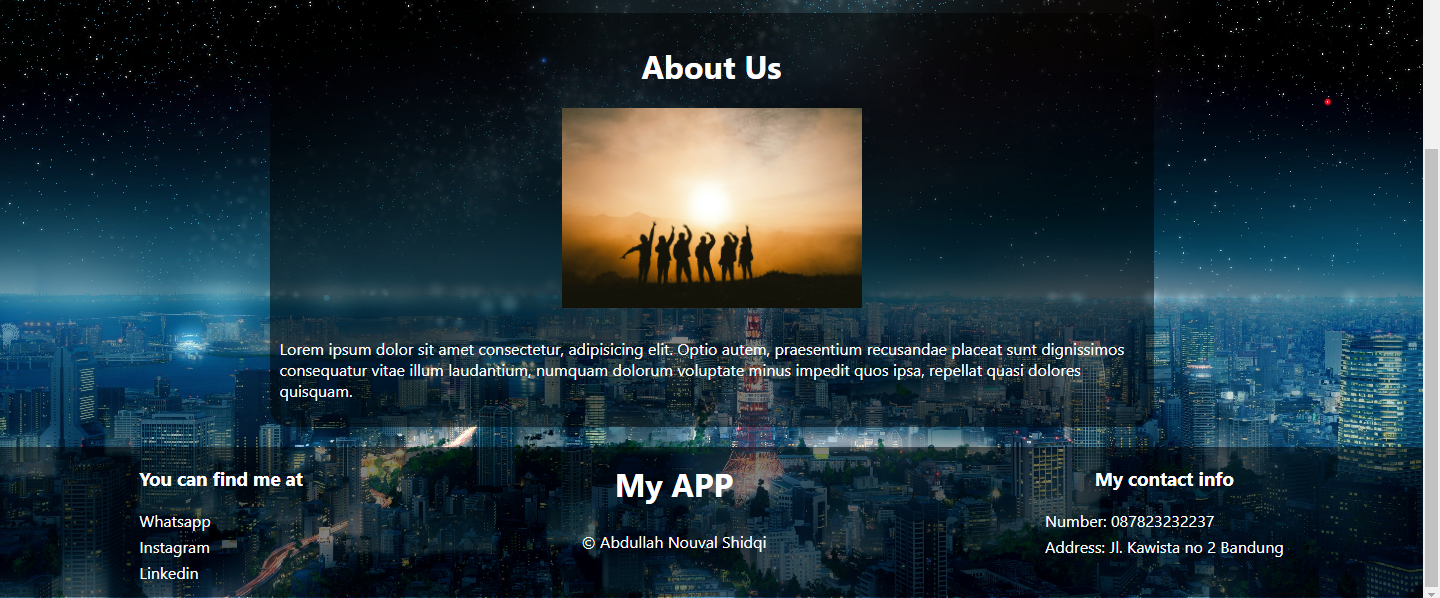 About Us
Lorem ipsum dolor sit amet consectetur, adipisicing elit. Optio autem, praesentium recusandae placeat sunt dignissimos
consequatur vitae illum laudantium, numquam dolorum voluptate minus impedit quos ipsa, repellat quasi dolores
quisquam.
You can find me at
Whatsapp
Instagram
Linkedin
My APP
© Abdullah Nouval Shidqi
My contact info
Number: 087823232237
Address: Jl. Kawista no 2 Bandung